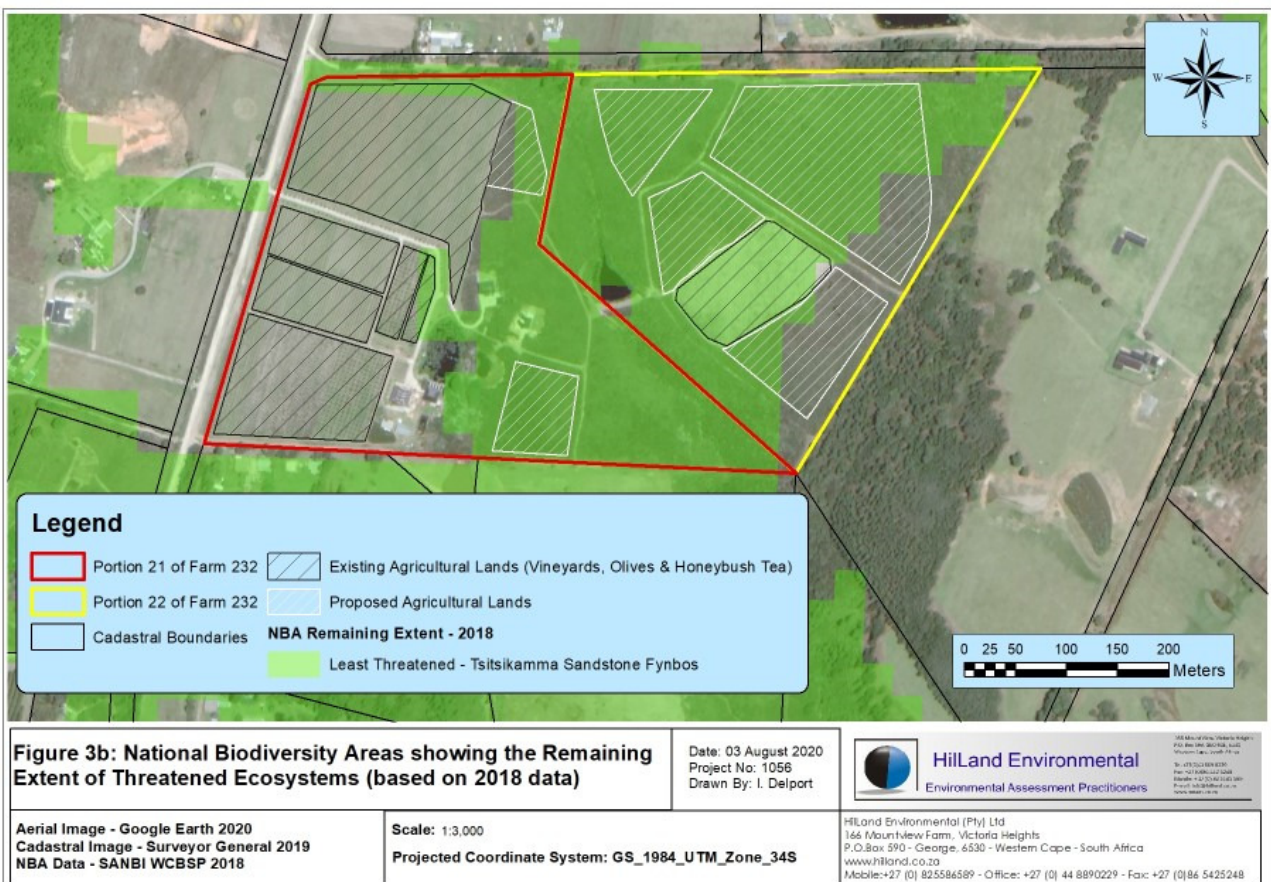 N
W
E
S
Legend
Portion 21 of Farm 232
Existing Agricultural Lands (Vineyards, Olives & Honeybush Tea)
Portion 22 of Farm 232
Proposed Agricultural Lands
Cadastral Boundaries
NBA Remaining Extent - 2018
Least Threatened - Tsitsikamma Sandstone Fynbos
0 25 50 100 150 200
Meters
Figure 3b: National Biodiversity Areas showing the Remaining
Extent of Threatened Ecosystems (based on 2018 data)
Date: 03 August 2020
Project No: 1056
Drawn By: I. Delport
HilLand Environmental
Environmental Assessment Practitioners
Aerial Image - Google Earth 2020
Cadastral Image - Surveyor General 2019
NBA Data - SANBI WCBSP 2018
Scale: 1:3,000
Projected Coordinate System: GS_1984_UTM_Zone_34S
HilLand Environmental (Pty) Ltd
166 Mountview Farm, Victoria Heights
P.O.Box 590 - George, 6530 - Western Cape - South Africa
www.hilland.co.za
Mobile:+27 (0) 825586589 - Office: +27 (0) 44 8890229 - Fax: +27 (0)86 5425248